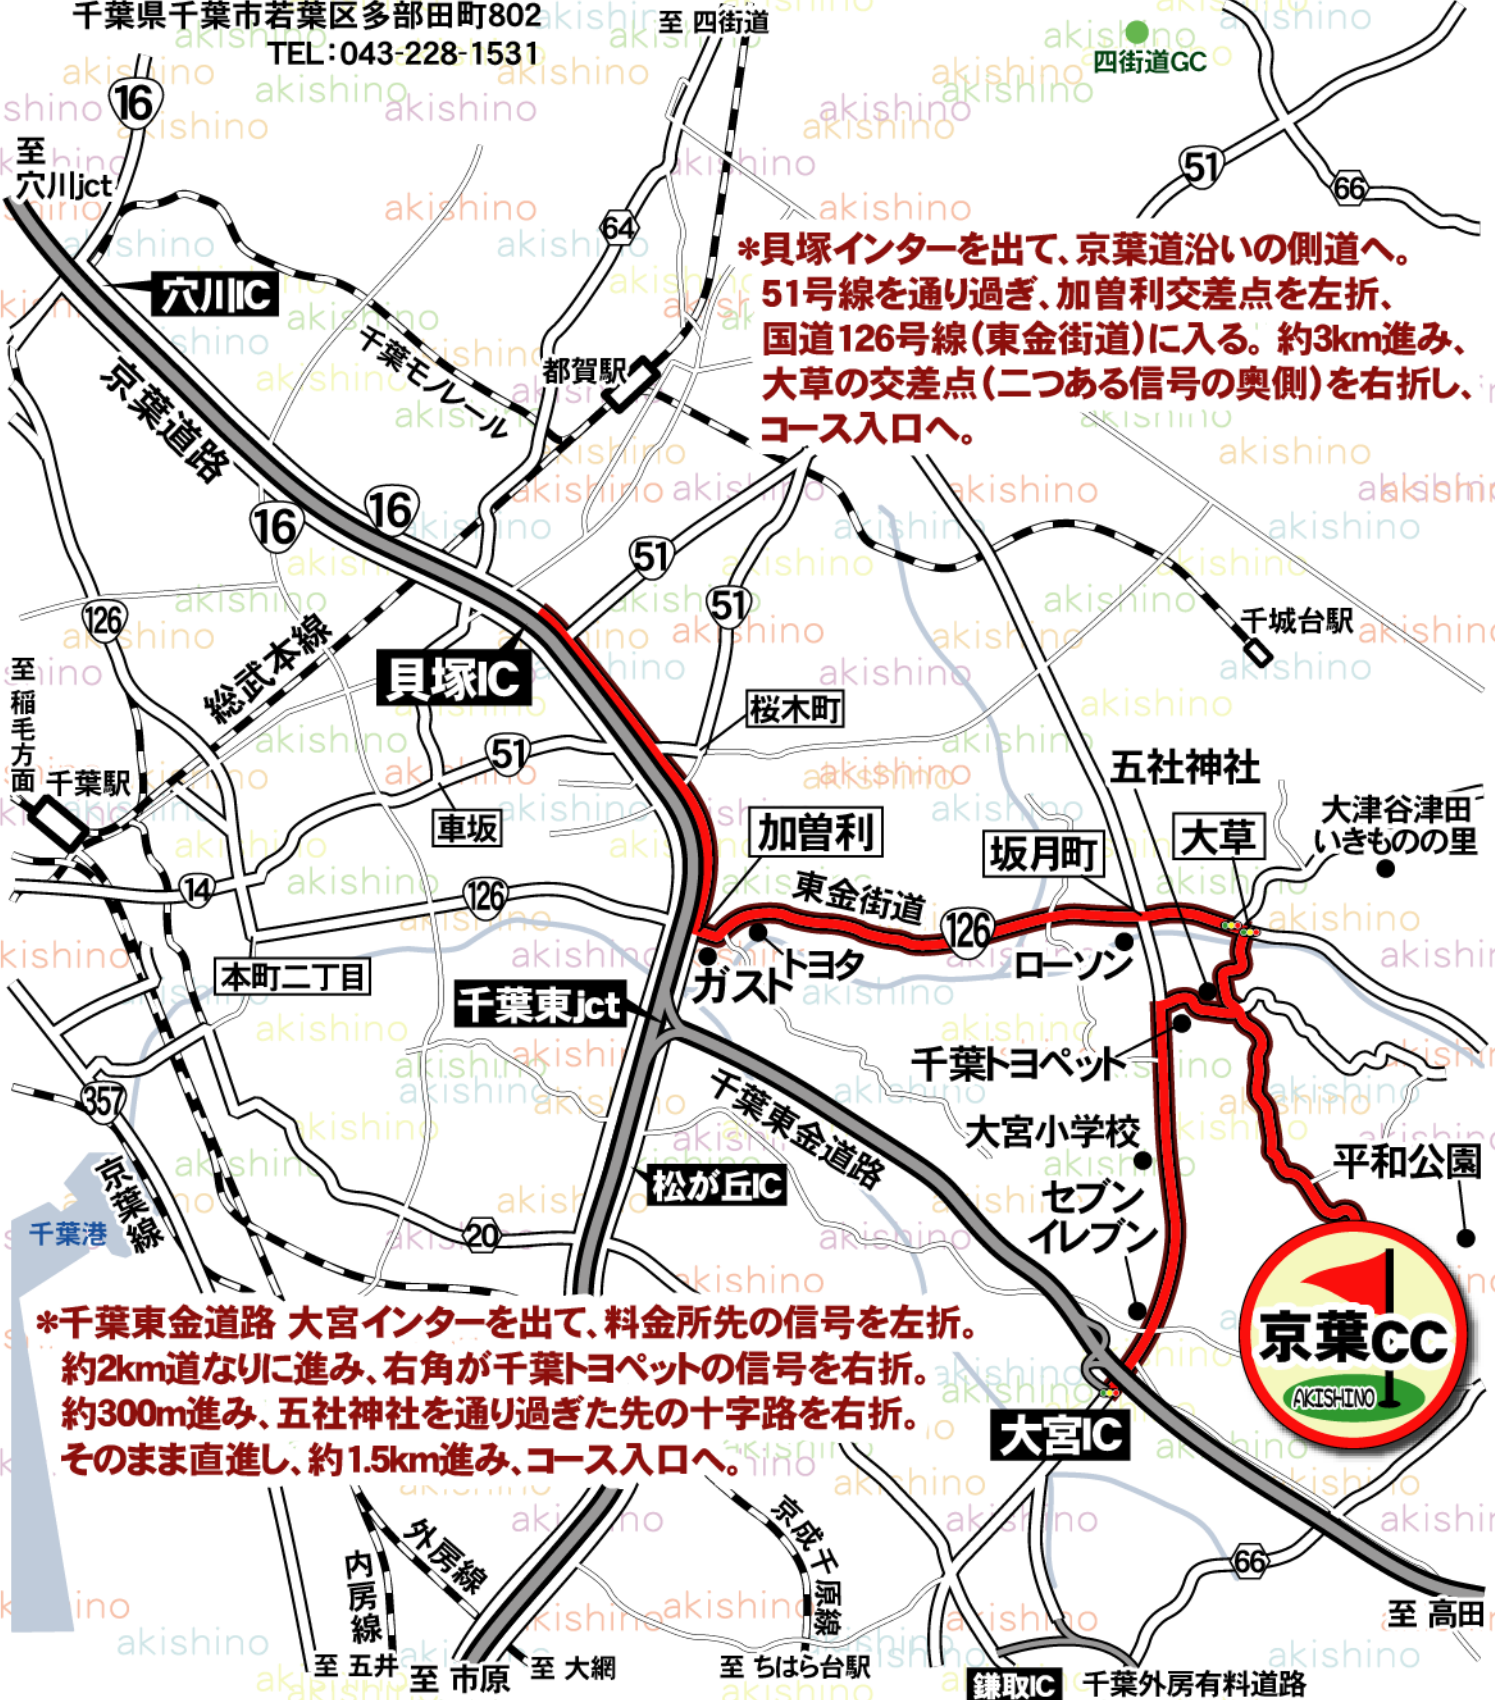 千葉県千葉市若葉区多部田町802
TEL:043-228-1531
至 四街道
四街道GC
16
至
穴川jct
51
66
64
穴川IC
*貝塚インターを出て、京葉道沿いの側道へ。
51号線を通り過ぎ、加曽利交差点を左折、
国道126号線(東金街道)に入る。約3km進み、
大草の交差点(二つある信号の奥側)を右折し、
コース入口へ。
千葉モノレール
都賀駅
京葉道路
16
16
51
51
126
千城台駅
総武本線
貝塚IC
至 稲毛方面
桜木町
51
千葉駅
五社神社
車坂
加曽利
坂月町
大草
大津谷津田
いきものの里
14
126
東金街道
126
本町二丁目
トヨタ
ガスト
ローソン
千葉東jct
千葉トヨペット
357
千葉東金道路
大宮小学校
平和公園
京葉線
松が丘IC
セブン
イレブン
千葉港
20
京葉CC
AKISHINO
*千葉東金道路 大宮インターを出て、料金所先の信号を左折。
約2km道なりに進み、右角が千葉トヨペットの信号を右折。
約300m進み、五社神社を通り過ぎた先の十字路を右折。
そのまま直進し、約1.5km進み、コース入口へ。
大宮IC
外房線
内房線
京成千原線
66
至 高田
至 五井
至 市原
至 大網
至 ちはら台駅
鎌取IC
千葉外房有料道路